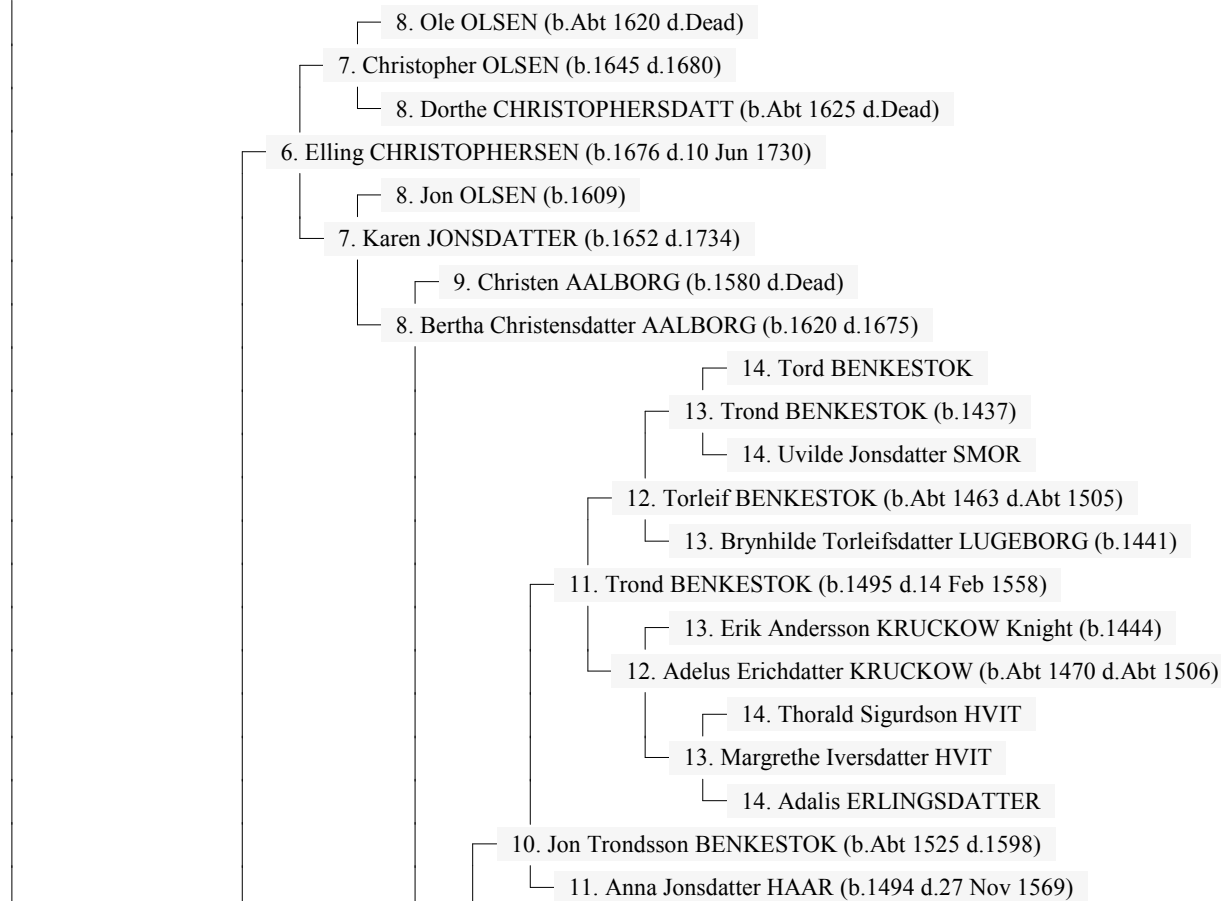 8. Ole OLSEN (b.Abt 1620 d.Dead)
7. Christopher OLSEN (b.1645 d.1680)
8. Dorthe CHRISTOPHERSDATT (b.Abt 1625 d.Dead)
6. Elling CHRISTOPHERSEN (b.1676 d.10 Jun 1730)
8. Jon OLSEN (b.1609)
7. Karen JONSDATTER (b.1652 d.1734)
9. Christen AALBORG (b.1580 d.Dead)
8. Bertha Christensdatter AALBORG (b.1620 d.1675)
14. Tord BENKESTOK
13. Trond BENKESTOK (b.1437)
14. Uvilde Jonsdatter SMOR
12. Torleif BENKESTOK (b.Abt 1463 d.Abt 1505)
13. Brynhilde Torleifsdatter LUGEBORG (b.1441)
11. Trond BENKESTOK (b.1495 d.14 Feb 1558)
13. Erik Andersson KRUCKOW Knight (b.1444)
12. Adelus Erichdatter KRUCKOW (b.Abt 1470 d.Abt 1506)
14. Thorald Sigurdson HVIT
13. Margrethe Iversdatter HVIT
14. Adalis ERLINGSDATTER
10. Jon Trondsson BENKESTOK (b.Abt 1525 d.1598)
11. Anna Jonsdatter HAAR (b.1494 d.27 Nov 1569)